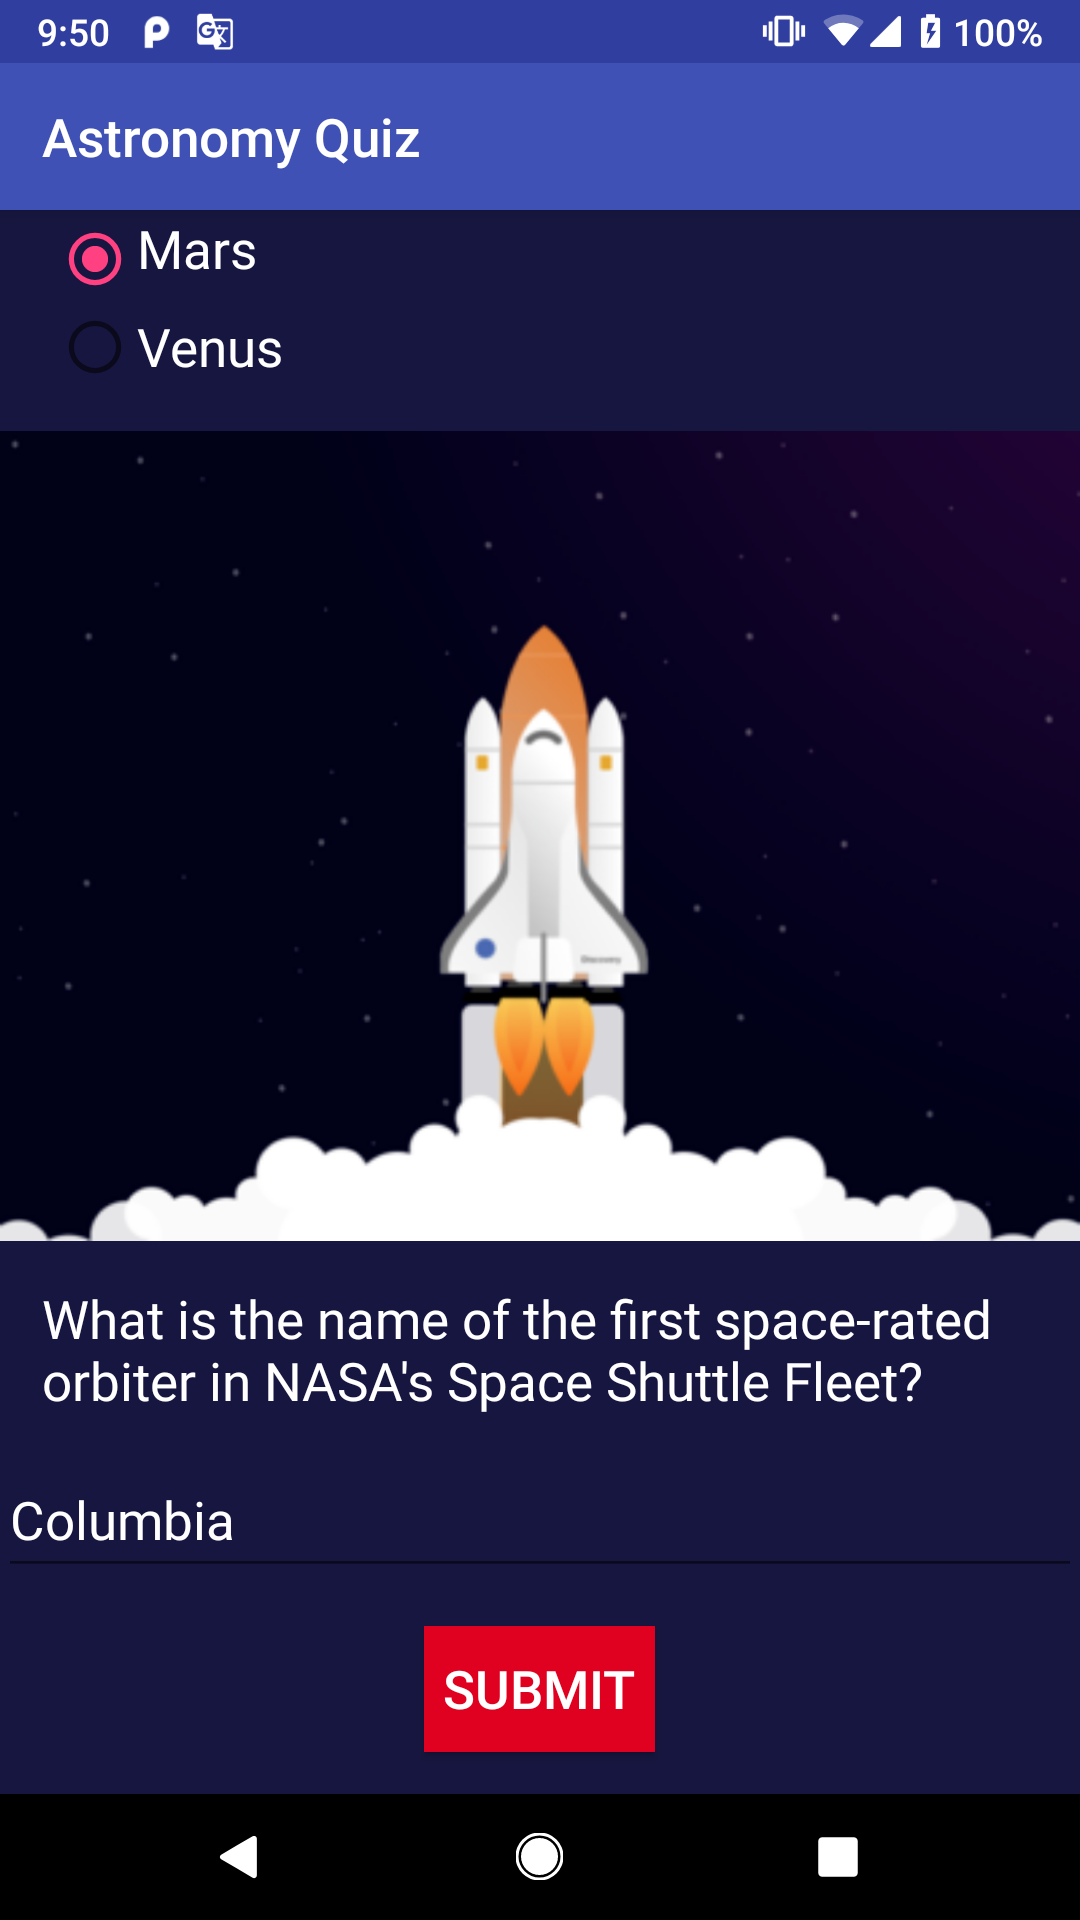 9:50 100%
Astronomy Quiz
Mars
Venus
Discovery
What is the name of the first space-rated
orbiter in NASA's Space Shuttle Fleet?
Columbia
SUBMIT